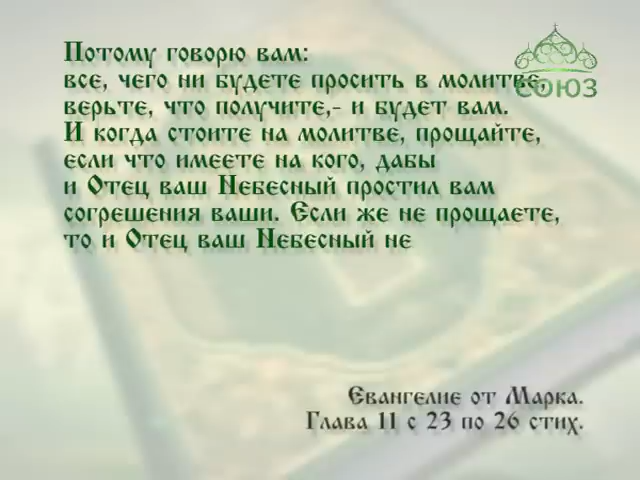 Потому говорю вам:
все, чего ни будете просить в молитве,
верьте, что получите,- и будет вам.
И когда стоите на молитве, прощайте,
если что имеете на кого, дабы
и Отец ваш Небесный простил вам
согрешения ваши. Если же не прощаете,
то и Отец ваш Небесный не
СОЮЗ
Евангелие от Марка.
Глава 11 с 23 по 26 стих.